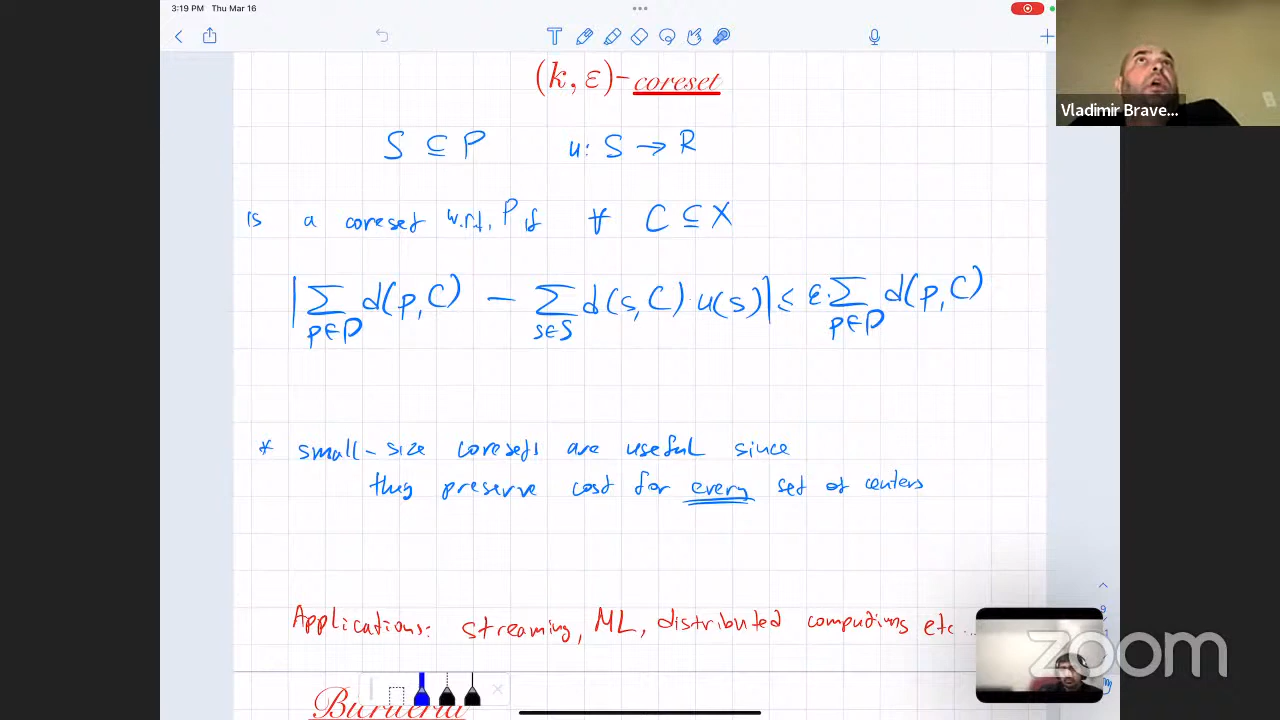 3:19 PM Thu Mar 16
(k, ε)-coreset
S ⊆ P u: S → R
is a coreset w.r.t. P if ∀ C ⊆ X
|∑ d(p, C) − ∑ d(s, C) · u(s)| ≤ ε · ∑ d(p, C)
p∈P s∈S p∈P
* small-size coresets are useful since
they preserve cost for every set of centers
Applications: streaming, ML, distributed computing etc...
Vladimir Brave...
zoom